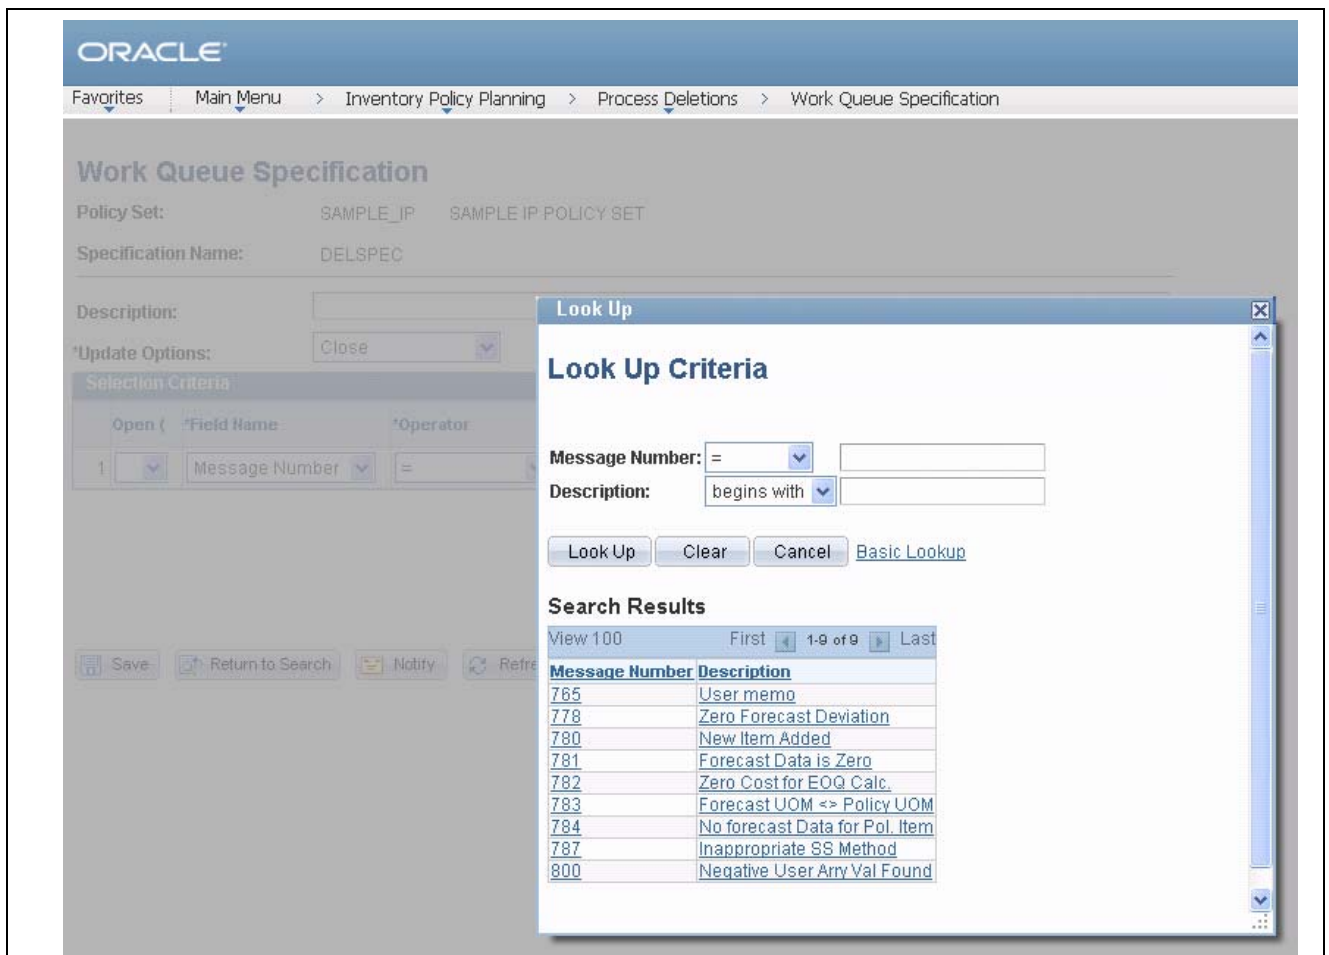 ORACLE
Favorites Main Menu > Inventory Policy Planning > Process Deletions > Work Queue Specification
Work Queue Specification
Policy Set: SAMPLE_IP SAMPLE IP POLICY SET
Specification Name: DELSPEC
Description:
*Update Options: Close
Selection Criteria
Open ( *Field Name *Operator
1 Message Number =
Save Return to Search Notify
Look Up
Look Up Criteria
Message Number: =
Description: begins with
Look Up Clear Cancel Basic Lookup
Search Results
View 100 First 1-9 of 9 Last
Message Number Description
765 User memo
778 Zero Forecast Deviation
780 New Item Added
781 Forecast Data is Zero
782 Zero Cost for EOQ Calc.
783 Forecast UOM <> Policy UOM
784 No forecast Data for Pol. Item
787 Inappropriate SS Method
800 Negative User Arry Val Found